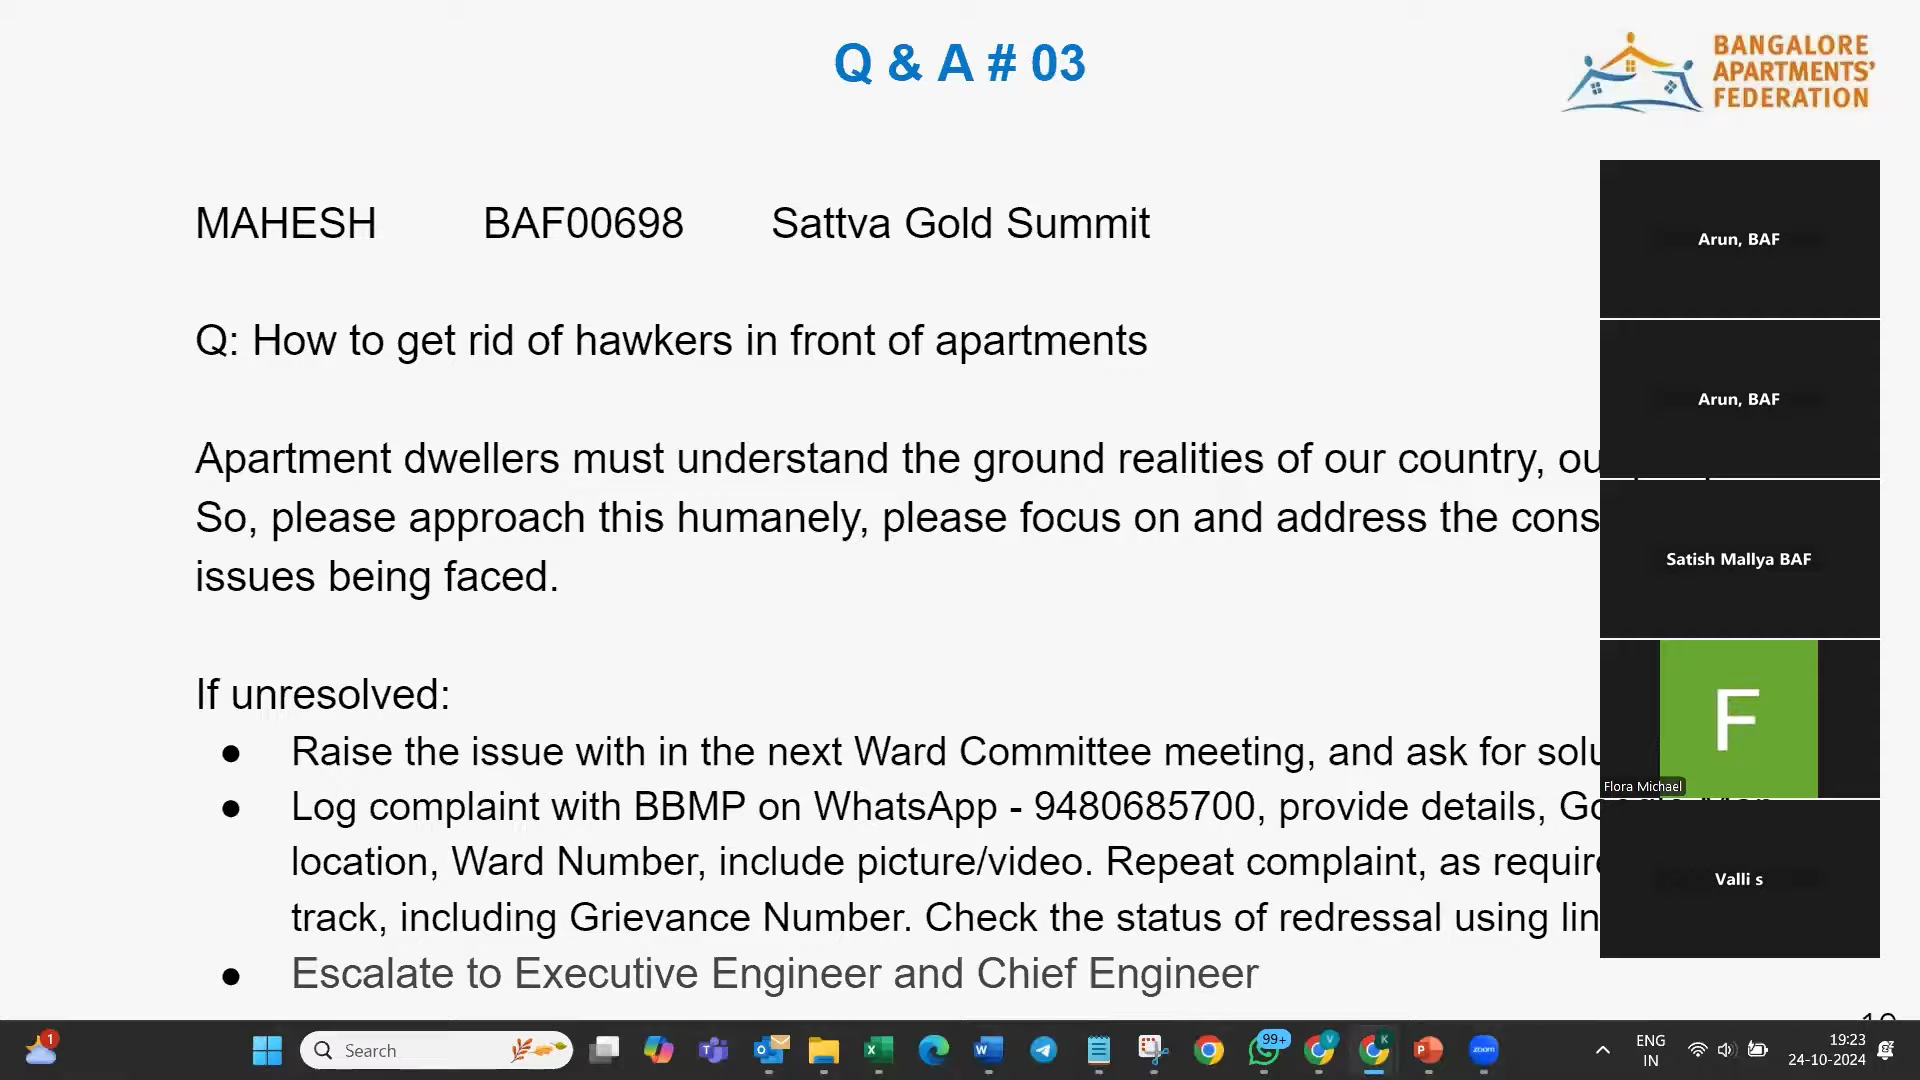 Q & A # 03
BANGALORE
APARTMENTS'
FEDERATION
MAHESH BAF00698 Sattva Gold Summit
Q: How to get rid of hawkers in front of apartments
Apartment dwellers must understand the ground realities of our country,
So, please approach this humanely, please focus on and address the
issues being faced.
If unresolved:
● Raise the issue with in the next Ward Committee meeting, and ask for
● Log complaint with BBMP on WhatsApp - 9480685700, provide details,
location, Ward Number, include picture/video. Repeat complaint, as
track, including Grievance Number. Check the status of redressal using
● Escalate to Executive Engineer and Chief Engineer
Arun, BAF
Arun, BAF
Satish Mallya BAF
F
Flora Michael
Valli s
1
Search
99+
V
K
zoom
ENG
IN
19:23
24-10-2024